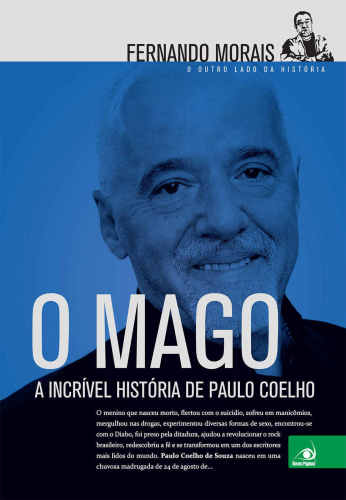 FERNANDO MORAIS
O OUTRO LADO DA HISTÓRIA
O MAGO
A INCRÍVEL HISTÓRIA DE PAULO COELHO
O menino que nasceu morto, flertou com o suicídio, sofreu em manicômios,
mergulhou nas drogas, experimentou diversas formas de sexo, encontrou-se
com o Diabo, foi preso pela ditadura, ajudou a revolucionar o rock
brasileiro, redescobriu a fé e se transformou em um dos escritores
mais lidos do mundo. Paulo Coelho de Souza nasceu em uma
chuvosa madrugada de 24 de agosto de...
Novas Páginas